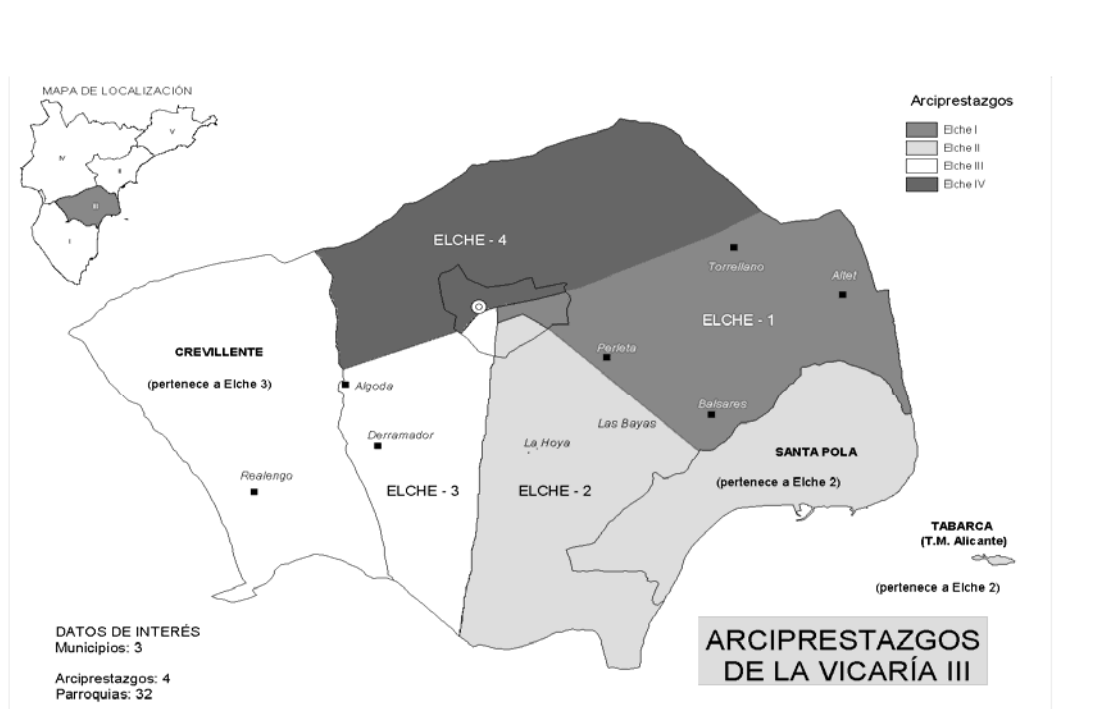 MAPA DE LOCALIZACIÓN
V
IV
II
III
I
Arciprestazgos
Elche I
Elche II
Elche III
Elche IV
ELCHE - 4
Torrellano
Altet
ELCHE - 1
CREVILLENTE
Perleta
(pertenece a Elche 3)
Algoda
Balsares
Las Bayas
Derramador
La Hoya
SANTA POLA
Realengo
(pertenece a Elche 2)
ELCHE - 3
ELCHE - 2
TABARCA
(T.M. Alicante)
(pertenece a Elche 2)
DATOS DE INTERÉS
Municipios: 3
Arciprestazgos: 4
Parroquias: 32
ARCIPRESTAZGOS
DE LA VICARÍA III